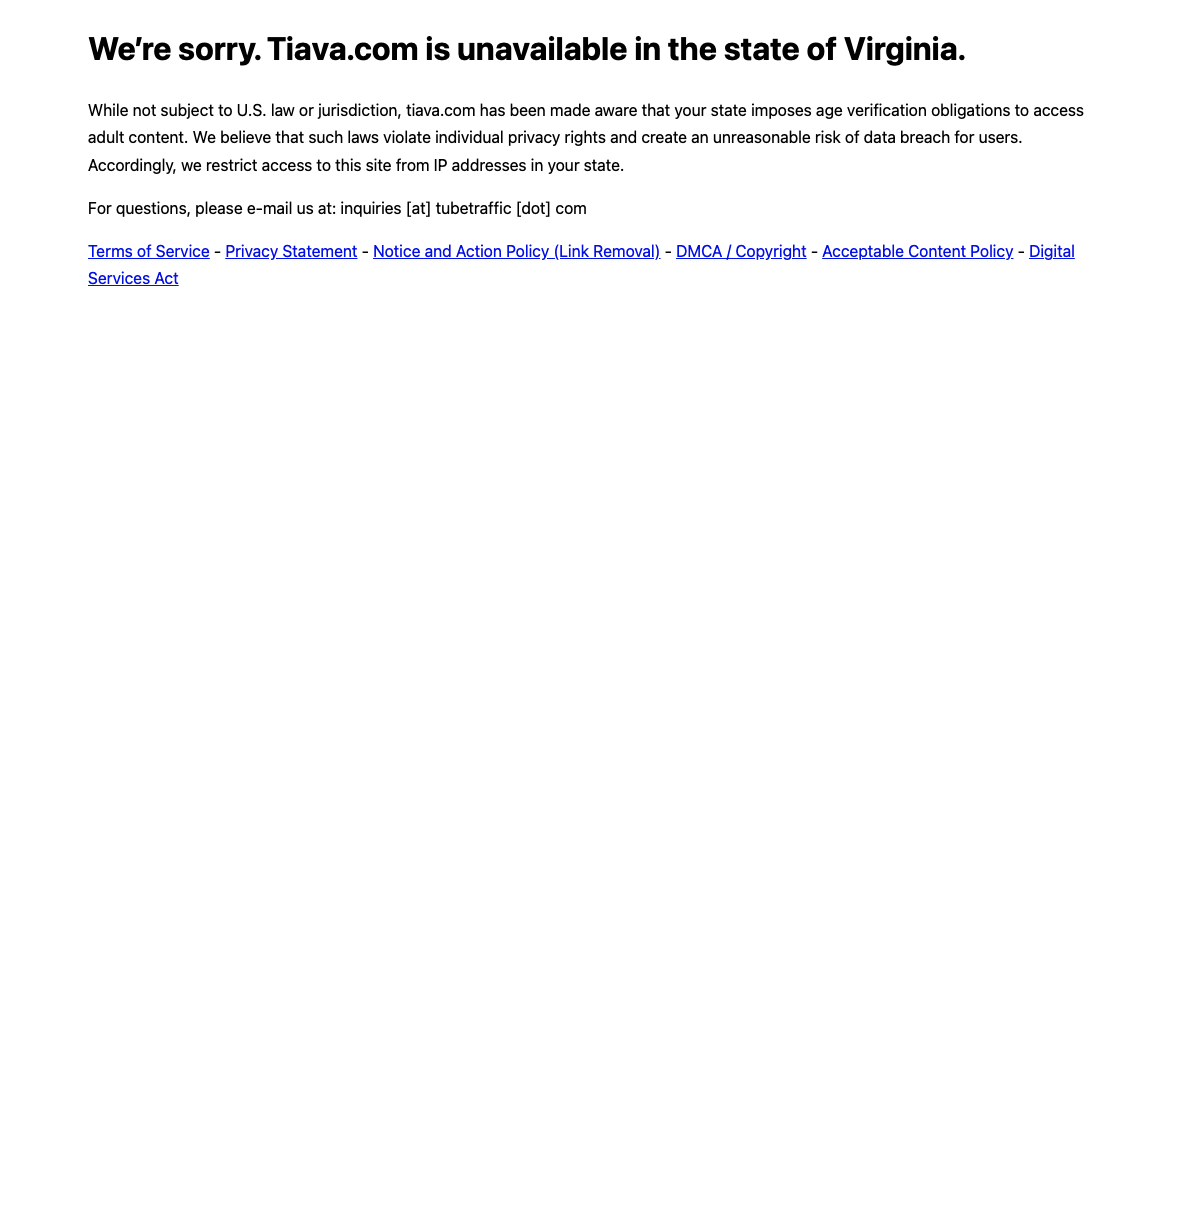 We’re sorry. Tiava.com is unavailable in the state of Virginia.
While not subject to U.S. law or jurisdiction, tiava.com has been made aware that your state imposes age verification obligations to access
adult content. We believe that such laws violate individual privacy rights and create an unreasonable risk of data breach for users.
Accordingly, we restrict access to this site from IP addresses in your state.
For questions, please e-mail us at: inquiries [at] tubetraffic [dot] com
Terms of Service - Privacy Statement - Notice and Action Policy (Link Removal) - DMCA / Copyright - Acceptable Content Policy - Digital
Services Act